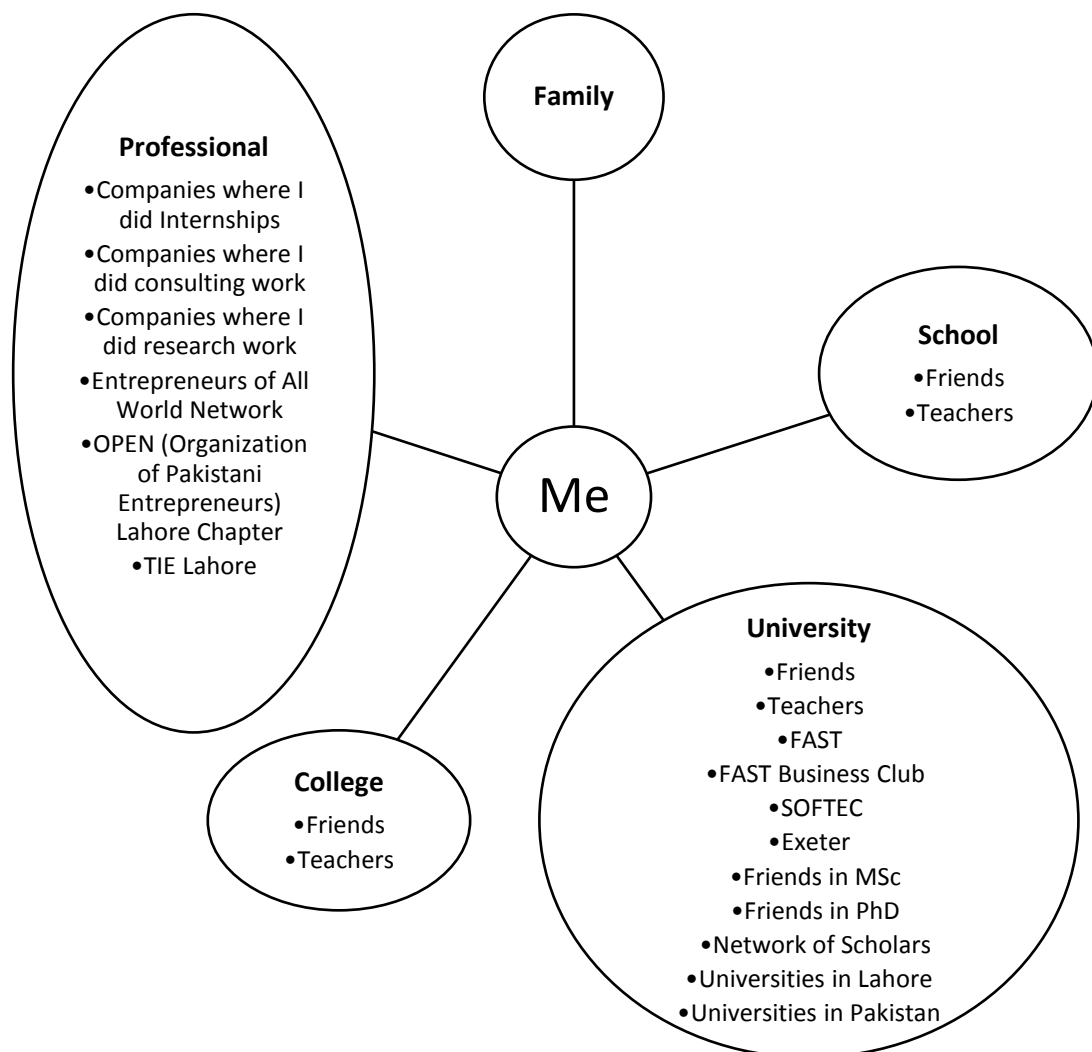 Family
Professional
•Companies where I
did Internships
•Companies where I
did consulting work
•Companies where I
did research work
•Entrepreneurs of All
World Network
•OPEN (Organization
of Pakistani
Entrepreneurs)
Lahore Chapter
•TIE Lahore
School
•Friends
•Teachers
Me
University
•Friends
•Teachers
•FAST
•FAST Business Club
•SOFTEC
•Exeter
•Friends in MSc
•Friends in PhD
•Network of Scholars
•Universities in Lahore
•Universities in Pakistan
College
•Friends
•Teachers